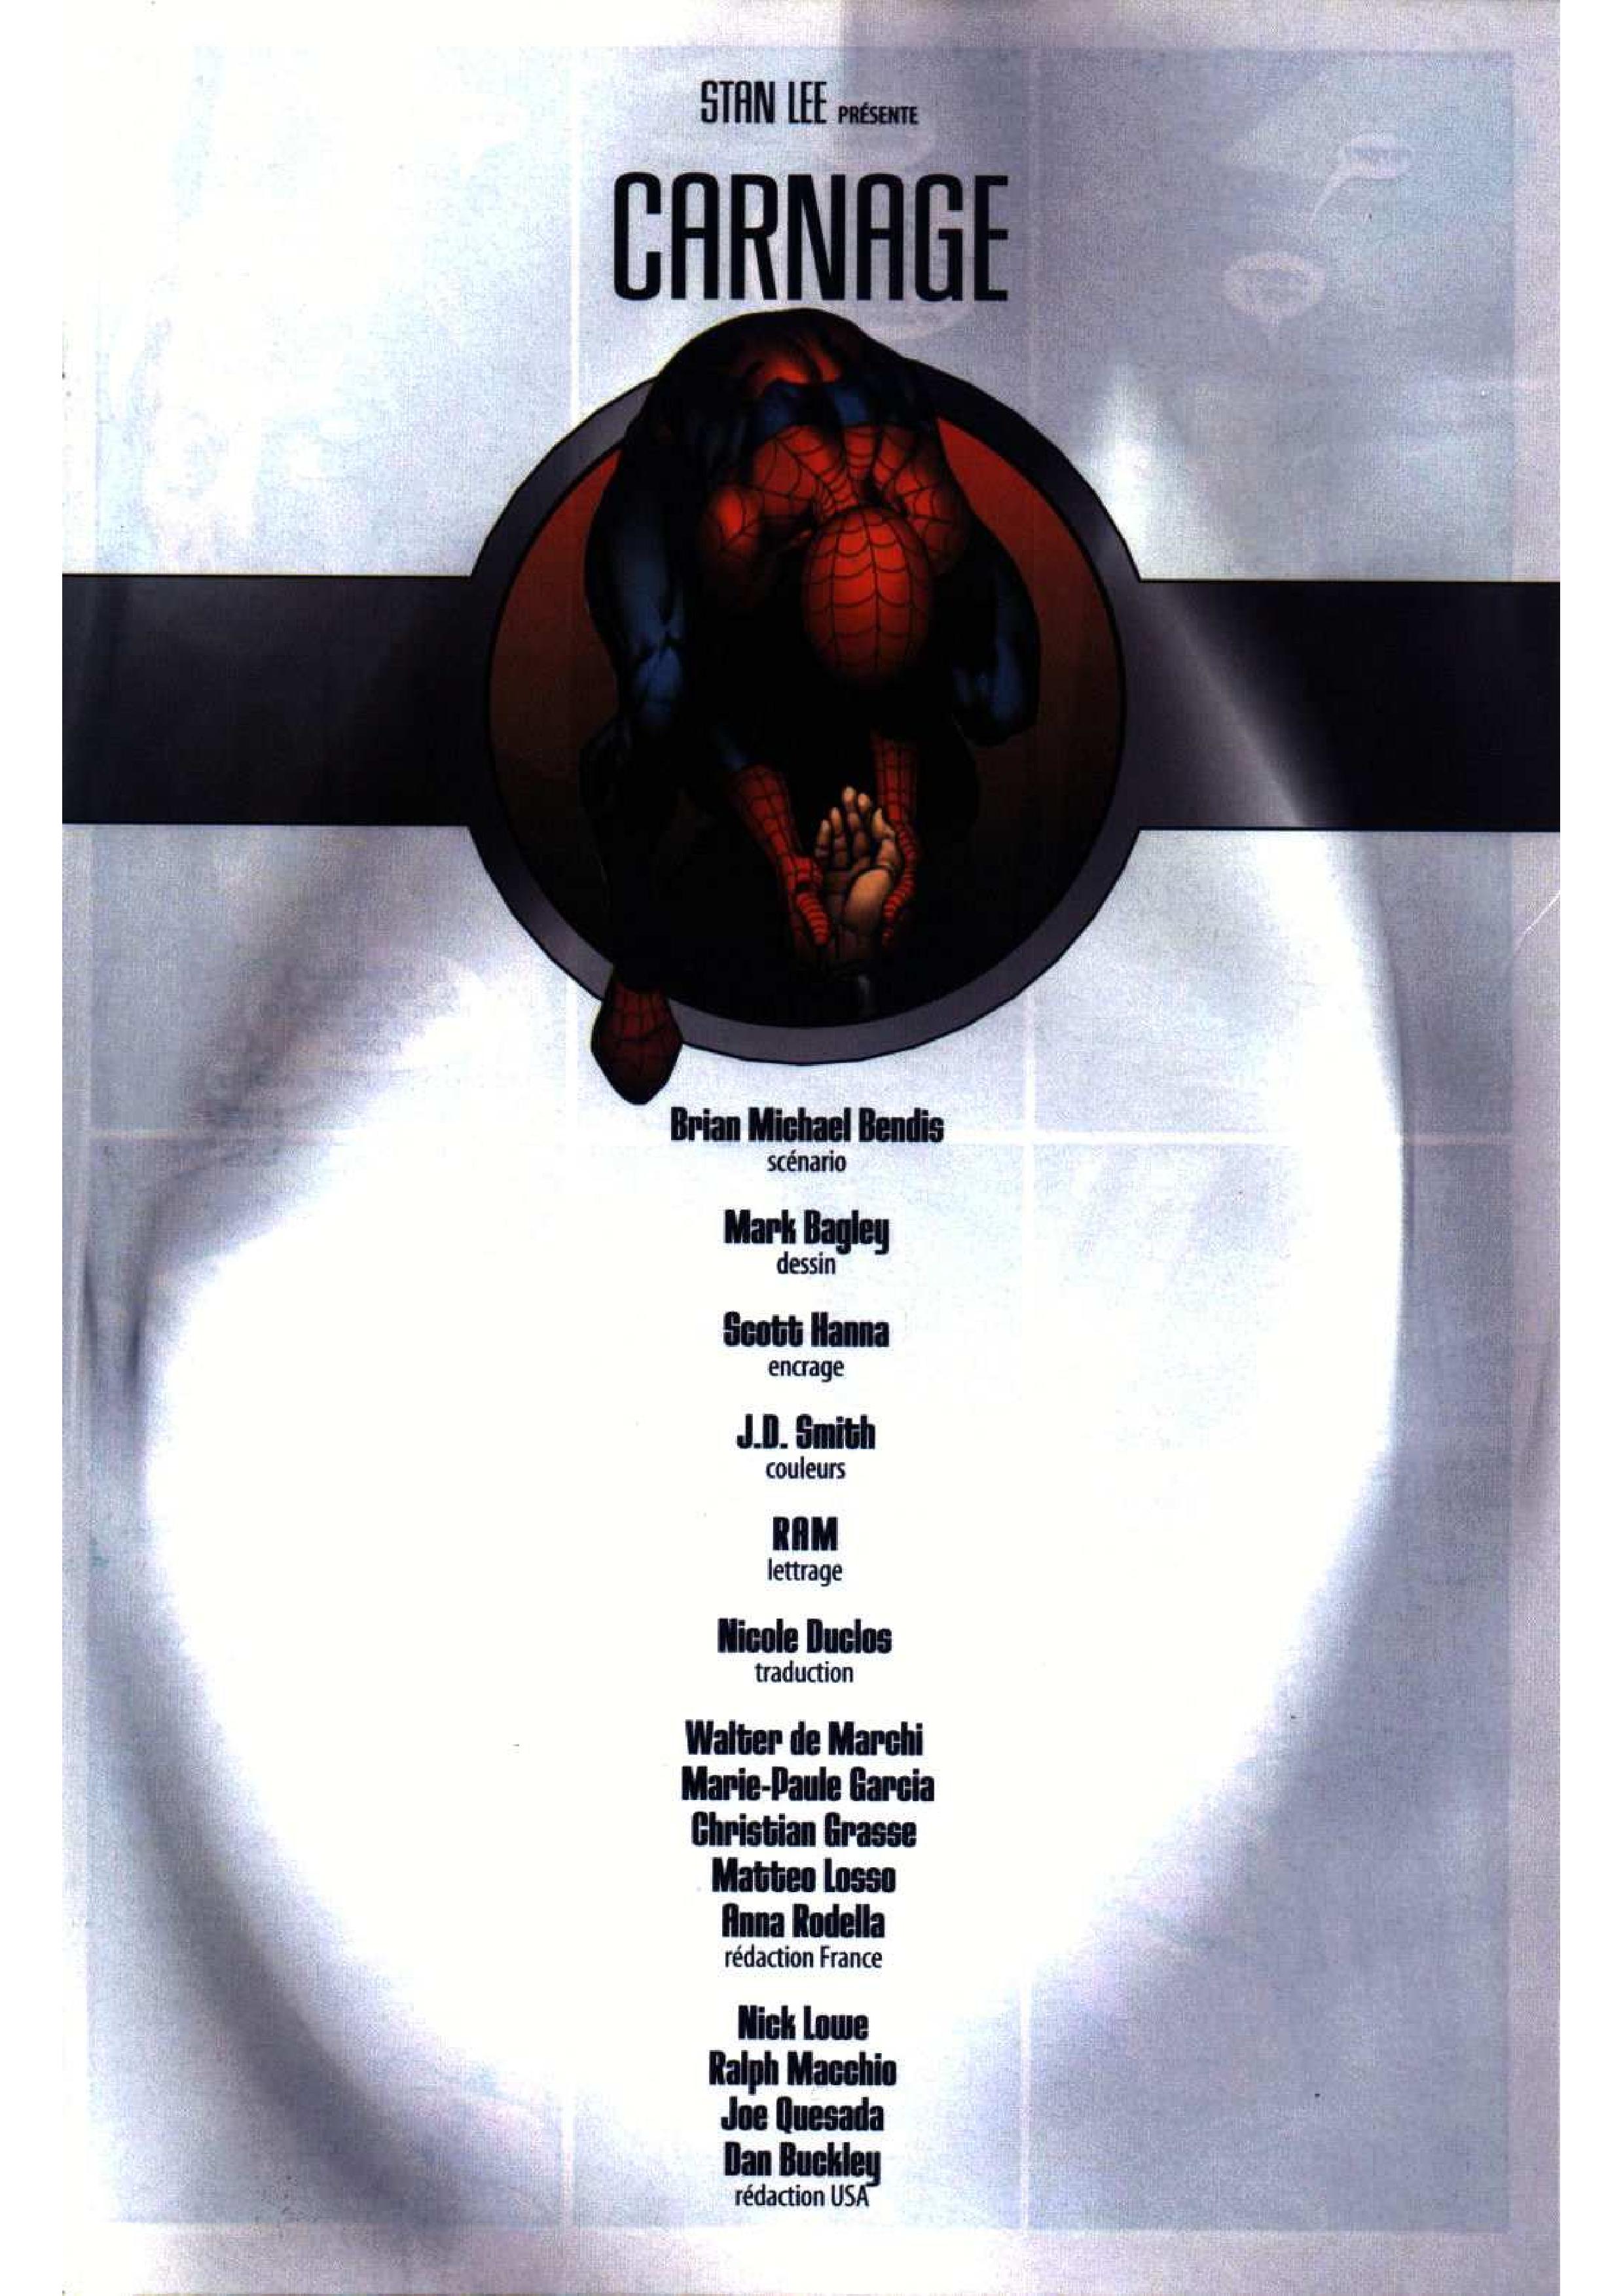 STAN LEE PRÉSENTE
CARNAGE
Brian Michael Bendis
scénario
Mark Bagley
dessin
Scott Hanna
encrage
J.D. Smith
couleurs
RAM
lettrage
Nicole Duclos
traduction
Walter de Marchi
Marie-Paule Garcia
Christian Grasse
Matteo Losso
Anna Rodella
rédaction France
Nick Lowe
Ralph Macchio
Joe Quesada
Dan Buckley
rédaction USA